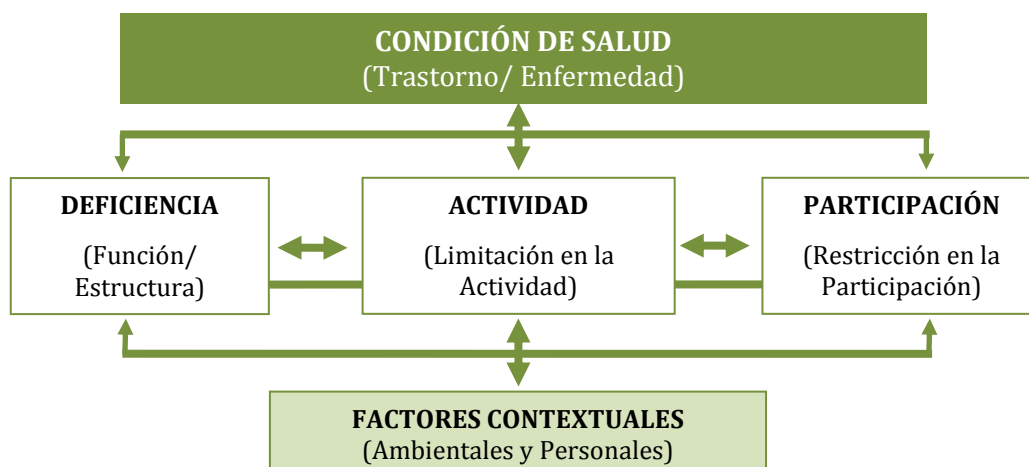 CONDICIÓN DE SALUD
(Trastorno/ Enfermedad)
DEFICIENCIA
(Función/
Estructura)
ACTIVIDAD
(Limitación en la
Actividad)
PARTICIPACIÓN
(Restricción en la
Participación)
FACTORES CONTEXTUALES
(Ambientales y Personales)